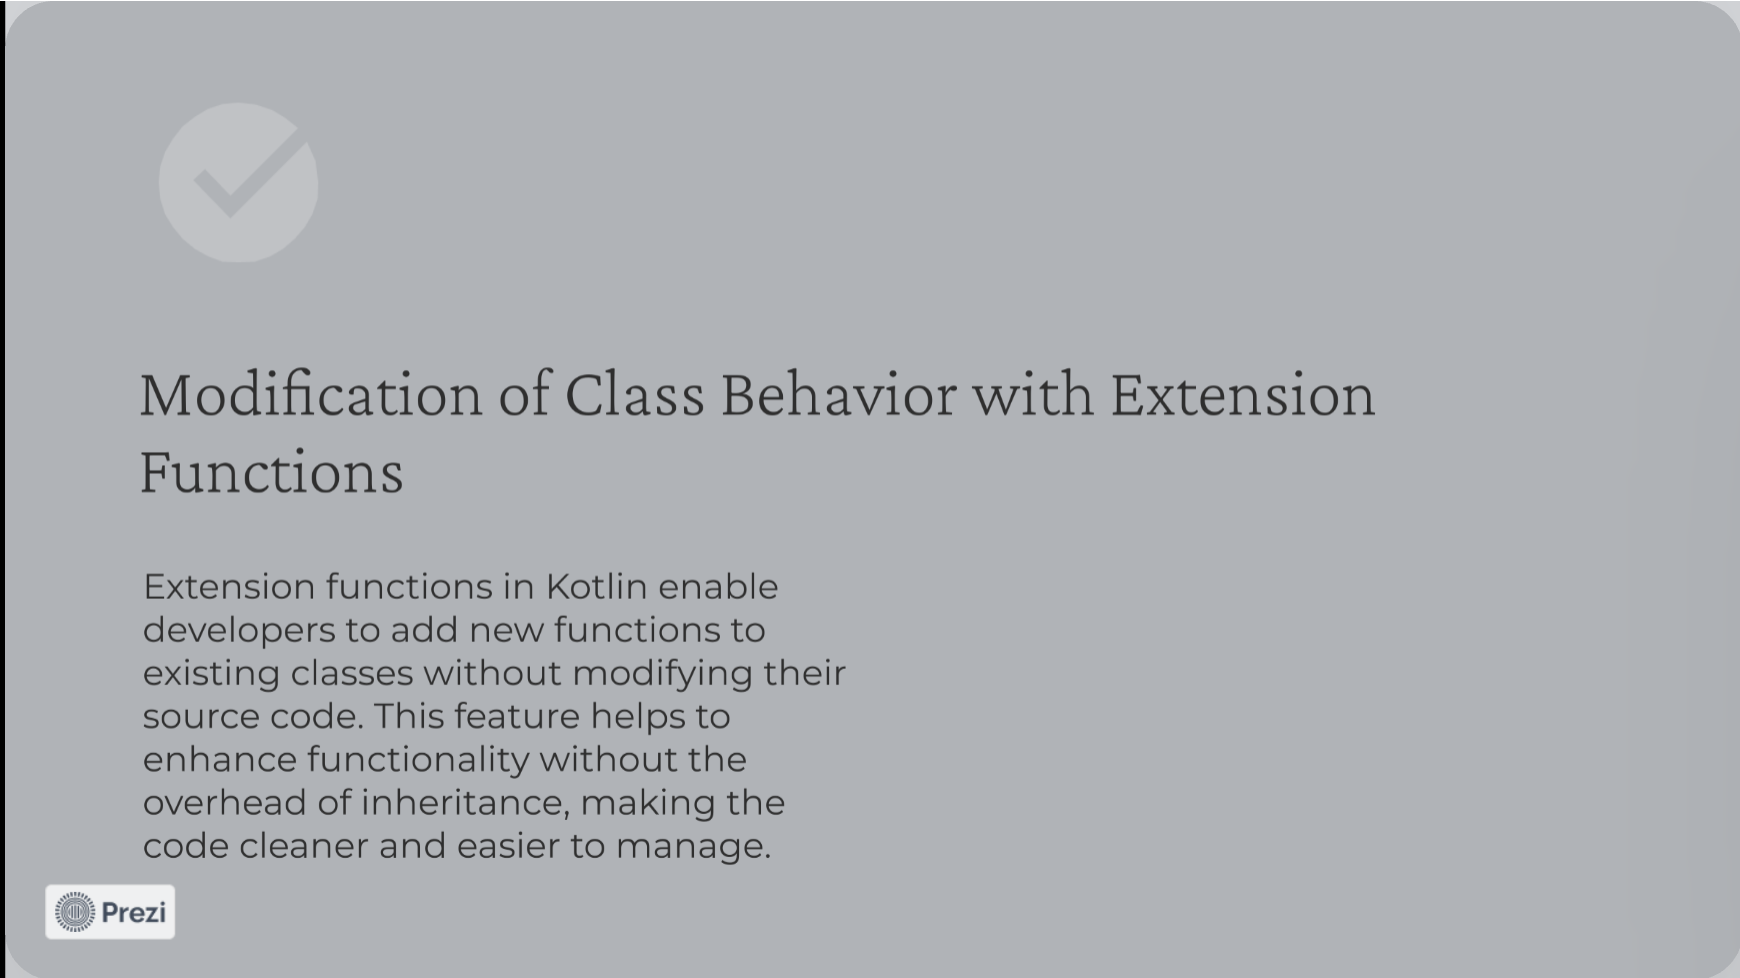 Modification of Class Behavior with Extension
Functions
Extension functions in Kotlin enable
developers to add new functions to
existing classes without modifying their
source code. This feature helps to
enhance functionality without the
overhead of inheritance, making the
code cleaner and easier to manage.
Prezi